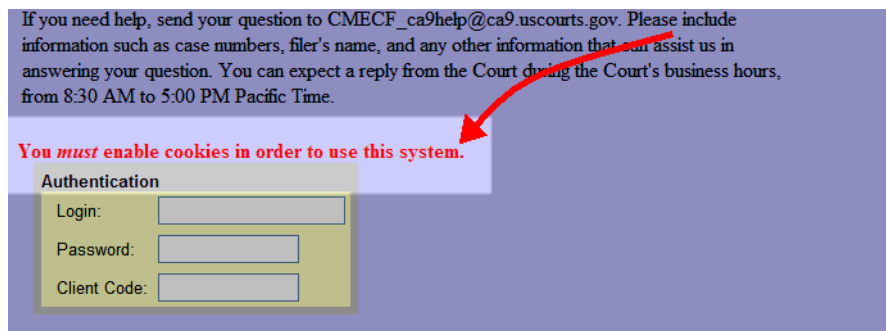 If you need help, send your question to CMECF_ca9help@ca9.uscourts.gov. Please include
information such as case numbers, filer's name, and any other information that can assist us in
answering your question. You can expect a reply from the Court during the Court's business hours,
from 8:30 AM to 5:00 PM Pacific Time.
You must enable cookies in order to use this system.
Authentication
Login:
Password:
Client Code: